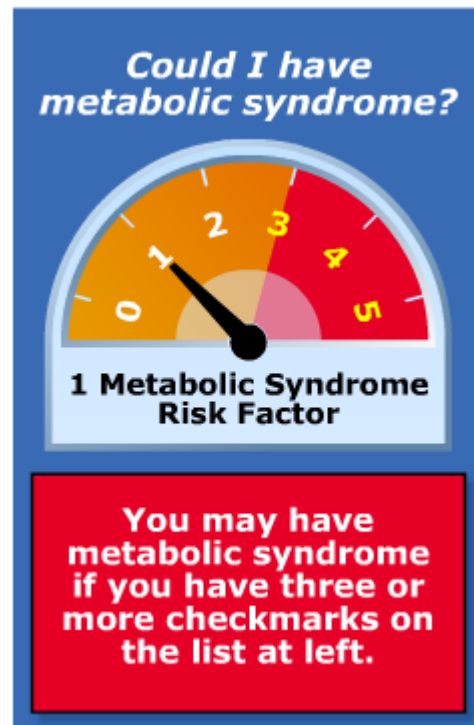 Could I have
metabolic syndrome?
0 1 2 3 4 5
1 Metabolic Syndrome
Risk Factor
You may have
metabolic syndrome
if you have three or
more checkmarks on
the list at left.